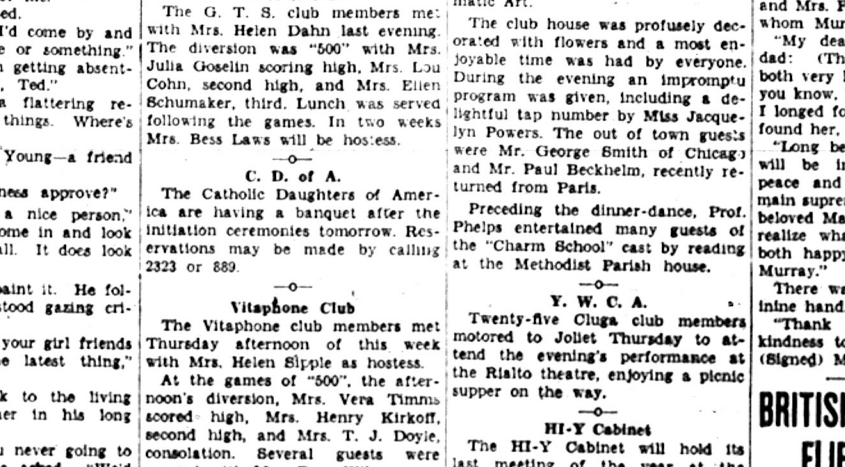 ed.
I'd come by and
e or something."
n getting absent-
, Ted."
a flattering re-
things. Where's
Young—a friend
ness approve?"
a nice person,"
ome in and look
all. It does look
paint it. He fol-
stood gazing cri-
your girl friends
e latest thing,"
k to the living
er in his long
u never going to
The G. T. S. club members met
with Mrs. Helen Dahn last evening.
The diversion was "500" with Mrs.
Julia Goselin scoring high, Mrs. Lou
Cohn, second high, and Mrs. Ellen
Schumaker, third. Lunch was served
following the games. In two weeks
Mrs. Bess Laws will be hostess.
—o—
C. D. of A.
The Catholic Daughters of Amer-
ica are having a banquet after the
initiation ceremonies tomorrow. Res-
ervations may be made by calling
2323 or 889.
—o—
Vitaphone Club
The Vitaphone club members met
Thursday afternoon of this week
with Mrs. Helen Sipple as hostess.
At the games of "500", the after-
noon's diversion, Mrs. Vera Timms
scored high, Mrs. Henry Kirkoff,
second high, and Mrs. T. J. Doyle,
consolation. Several guests were
matic Art.
The club house was profusely dec-
orated with flowers and a most en-
joyable time was had by everyone.
During the evening an impromptu
program was given, including a de-
lightful tap number by Miss Jacque-
lyn Powers. The out of town guests
were Mr. George Smith of Chicago
and Mr. Paul Beckhelm, recently re-
turned from Paris.
Preceding the dinner-dance, Prof.
Phelps entertained many guests of
the "Charm School" cast by reading
at the Methodist Parish house.
—o—
Y. W. C. A.
Twenty-five Cluga club members
motored to Joliet Thursday to at-
tend the evening's performance at
the Rialto theatre, enjoying a picnic
supper on the way.
—o—
HI-Y Cabinet
The HI-Y Cabinet will hold its
last meeting of the year at the
and Mrs. F
whom Mur
"My dea
dad: (Th
both very h
you know,
I longed fo
found her,
"Long be
will be in
peace and
main supre
beloved Ma
realize wha
both happy
Murray."
There wa
inine hand
"Thank
kindness to
(Signed) M
BRITISH
FLIE